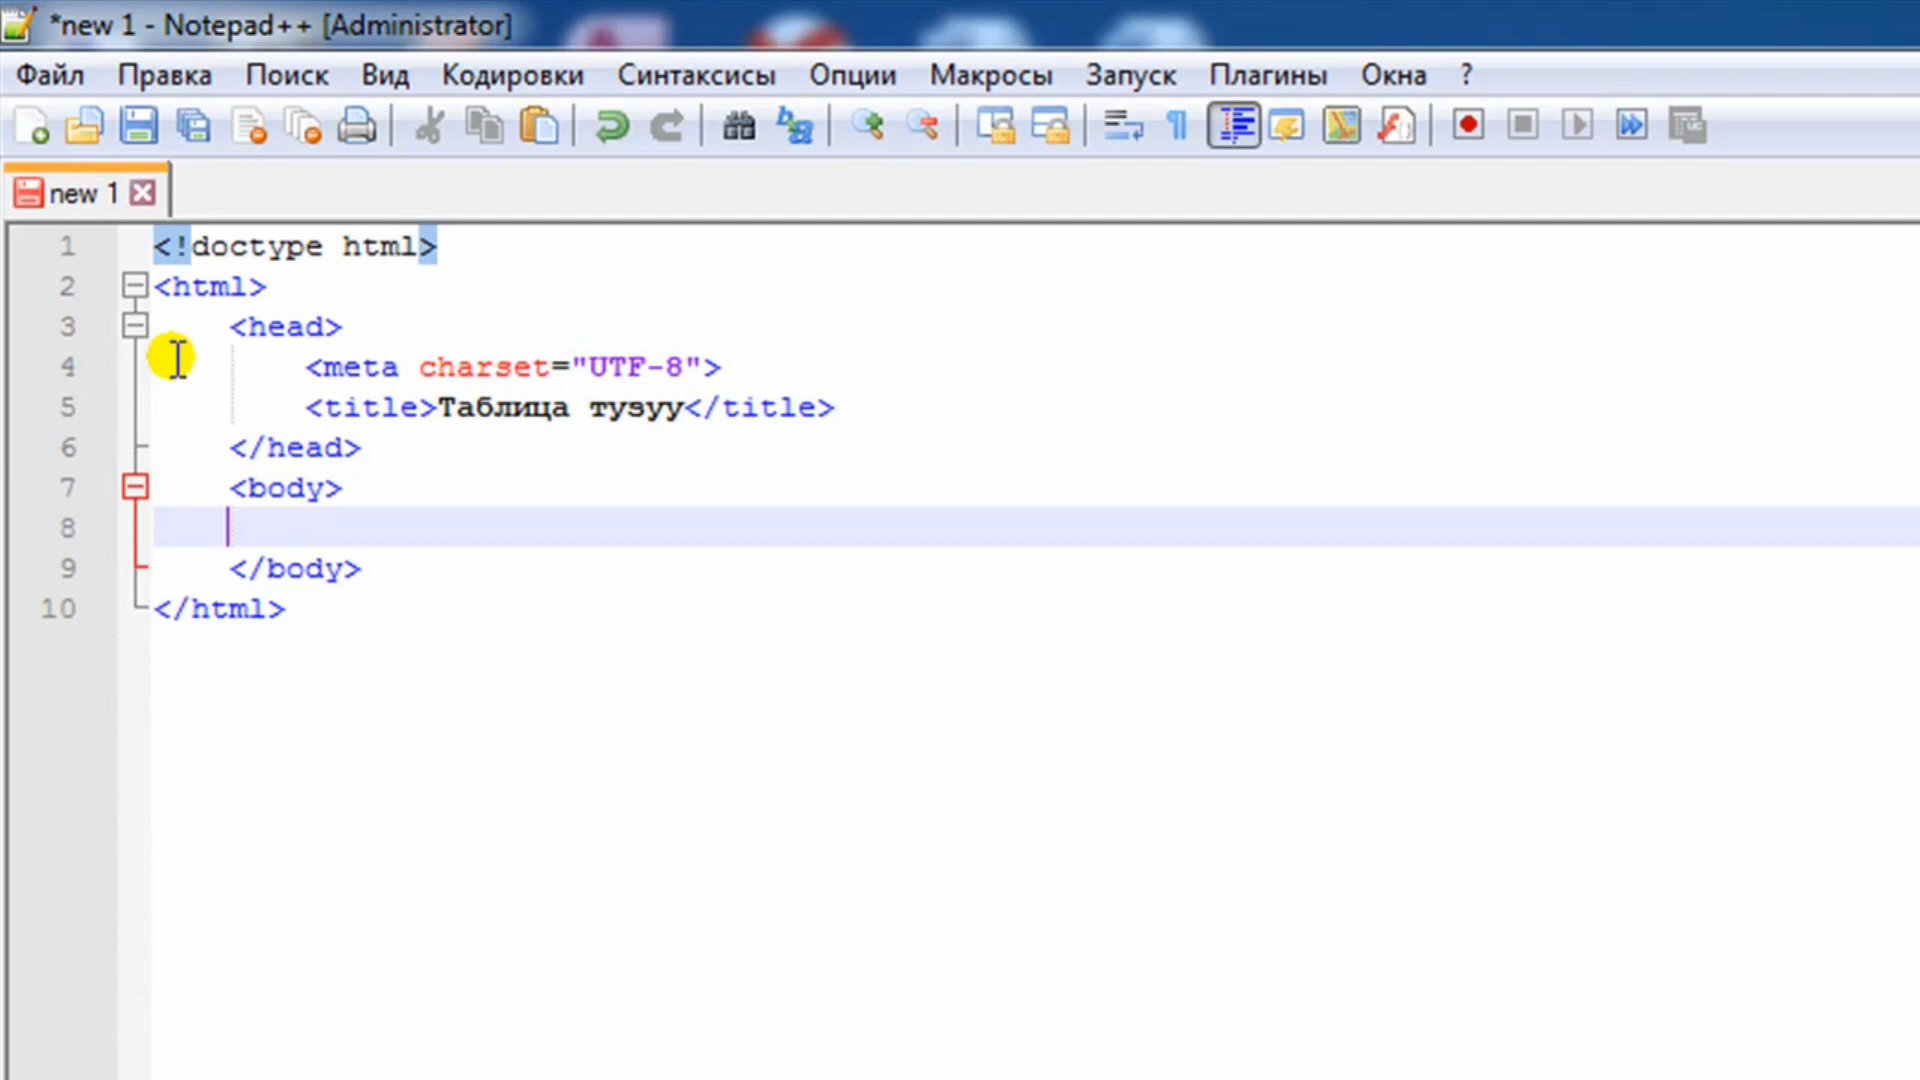 *new 1 - Notepad++ [Administrator]
Файл Правка Поиск Вид Кодировки Синтаксисы Опции Макросы Запуск Плагины Окна ?
new 1
1 <!doctype html>
2 <html>
3 <head>
4 <meta charset="UTF-8">
5 <title>Таблица тузуу</title>
6 </head>
7 <body>
8
9 </body>
10 </html>